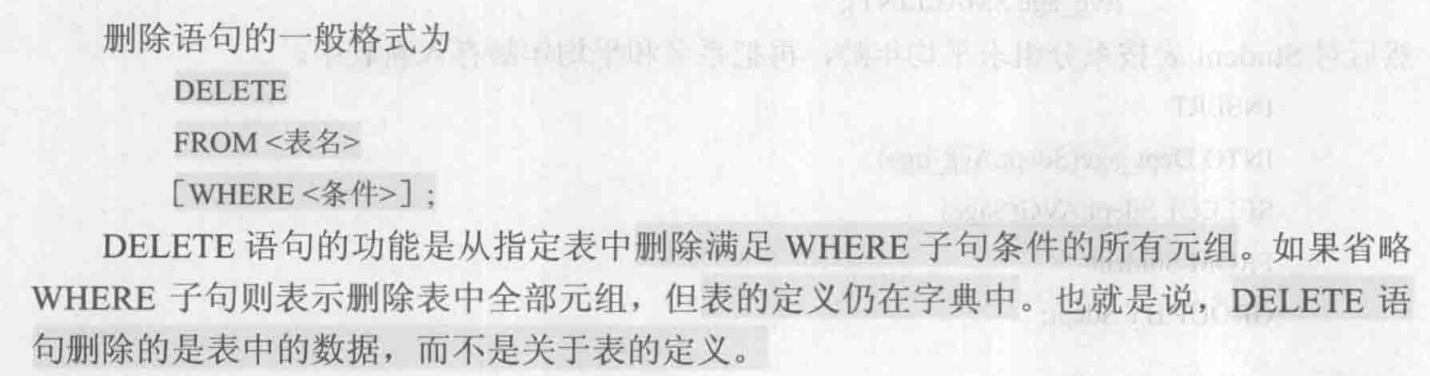 删除语句的一般格式为
DELETE
FROM <表名>
[WHERE <条件>] ;
DELETE 语句的功能是从指定表中删除满足 WHERE 子句条件的所有元组。如果省略
WHERE 子句则表示删除表中全部元组，但表的定义仍在字典中。也就是说，DELETE 语
句删除的是表中的数据，而不是关于表的定义。